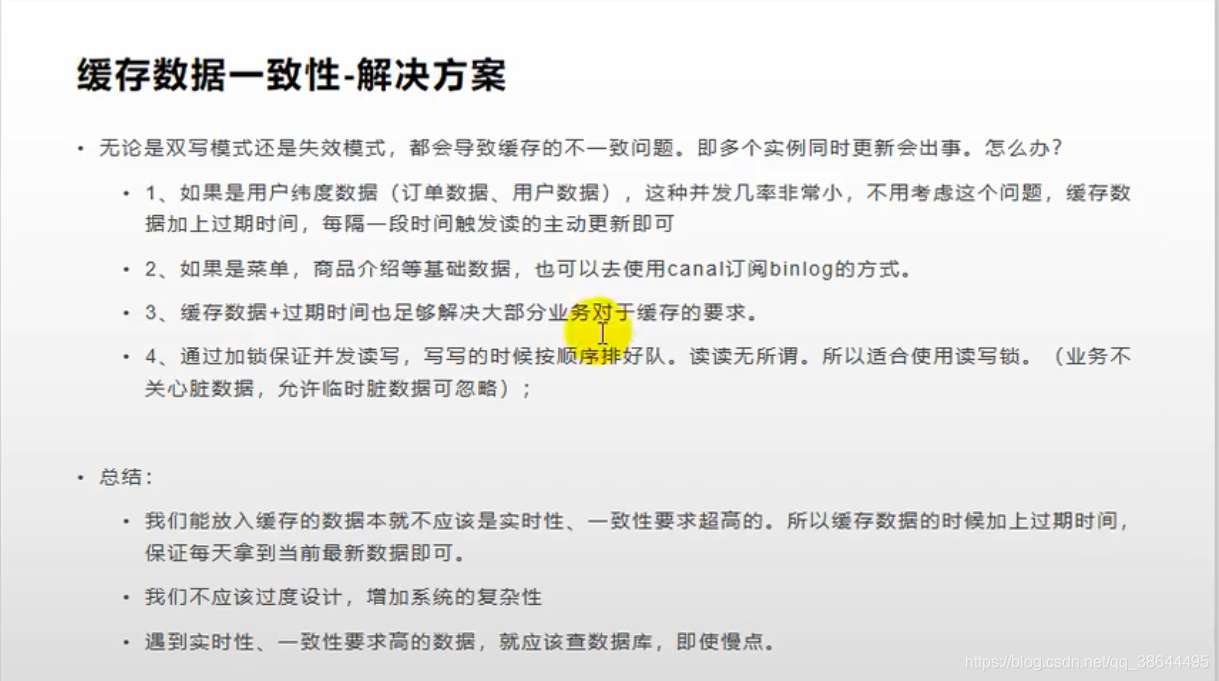 缓存数据一致性-解决方案
• 无论是双写模式还是失效模式，都会导致缓存的不一致问题。即多个实例同时更新会出事。怎么办？
• 1、如果是用户纬度数据（订单数据、用户数据），这种并发几率非常小，不用考虑这个问题，缓存数
据加上过期时间，每隔一段时间触发读的主动更新即可
• 2、如果是菜单，商品介绍等基础数据，也可以去使用canal订阅binlog的方式。
• 3、缓存数据+过期时间也足够解决大部分业务对于缓存的要求。
• 4、通过加锁保证并发读写，写写的时候按顺序排好队。读读无所谓。所以适合使用读写锁。（业务不
关心脏数据，允许临时脏数据可忽略）；
• 总结：
• 我们能放入缓存的数据本就不应该是实时性、一致性要求超高的。所以缓存数据的时候加上过期时间，
保证每天拿到当前最新数据即可。
• 我们不应该过度设计，增加系统的复杂性
• 遇到实时性、一致性要求高的数据，就应该查数据库，即使慢点。
https://blog.csdn.net/qq_38644495